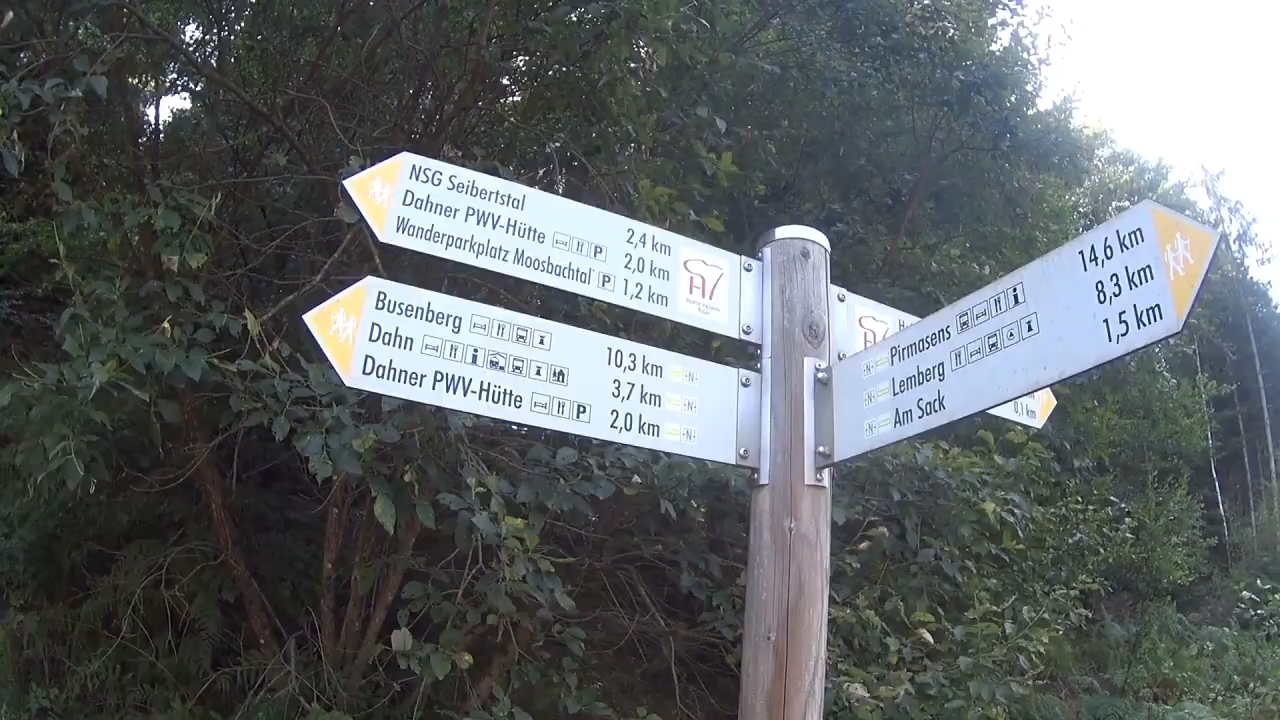 NSG Seibertstal 2,4 km
Dahner PWV-Hütte P 2,0 km
Wanderparkplatz Moosbachtal P 1,2 km
Busenberg 10,3 km N
Dahn 3,7 km N
Dahner PWV-Hütte P 2,0 km N
N Pirmasens 14,6 km
N Lemberg 8,3 km
N Am Sack 1,5 km
0,1 km